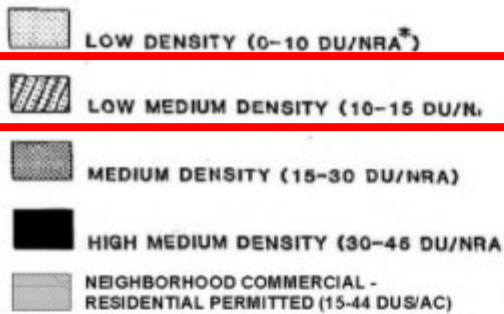 LOW DENSITY (0-10 DU/NRA*)
LOW MEDIUM DENSITY (10-15 DU/N
MEDIUM DENSITY (15-30 DU/NRA)
HIGH MEDIUM DENSITY (30-45 DU/NRA
NEIGHBORHOOD COMMERCIAL -
RESIDENTIAL PERMITTED (15-44 DUS/AC)